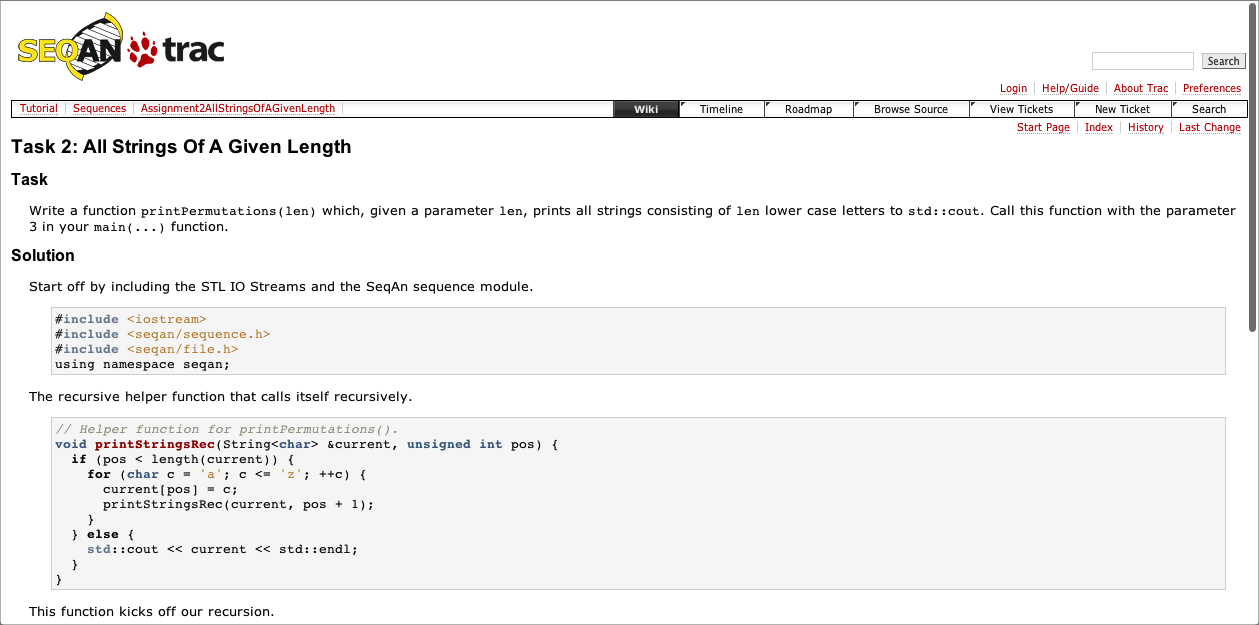 SEQAN trac
Search
Login Help/Guide About Trac Preferences
Tutorial Sequences Assignment2AllStringsOfAGivenLength Wiki Timeline Roadmap Browse Source View Tickets New Ticket Search
Start Page Index History Last Change
Task 2: All Strings Of A Given Length
Task
Write a function printPermutations(len) which, given a parameter len, prints all strings consisting of len lower case letters to std::cout. Call this function with the parameter
3 in your main(...) function.
Solution
Start off by including the STL IO Streams and the SeqAn sequence module.
#include <iostream>
#include <seqan/sequence.h>
#include <seqan/file.h>
using namespace seqan;
The recursive helper function that calls itself recursively.
// Helper function for printPermutations().
void printStringsRec(String<char> &current, unsigned int pos) {
  if (pos < length(current)) {
    for (char c = 'a'; c <= 'z'; ++c) {
      current[pos] = c;
      printStringsRec(current, pos + 1);
    }
  } else {
    std::cout << current << std::endl;
  }
}
This function kicks off our recursion.